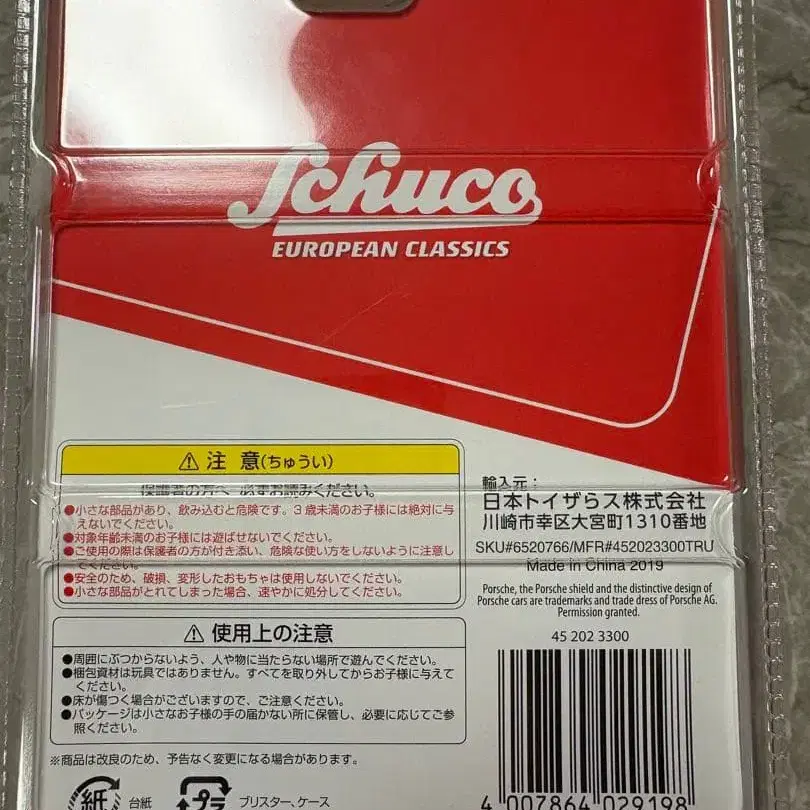 Schuco
EUROPEAN CLASSICS
⚠注 意(ちゅうい)
保護者の方へ 必ずお読みください。
●小さな部品があり、飲み込むと危険です。3歳未満のお子様には絶対に与
えないでください。
●対象年齢未満のお子様には遊ばせないでください。
●ご使用の際は保護者の方が付き添い、危険な使い方をしないように注意し
てください。
●安全のため、破損、変形したおもちゃは使用しないでください。
●小さな部品がとれてしまった場合、速やかに処分してください。
⚠使用上の注意
●周囲にぶつからないよう、人や物に当たらない場所で遊んでください。
●梱包資材は玩具ではありません。すべてを取り外してからお子様に与えて
ください。
●床が傷つく場合がございますので、ご注意ください。
●パッケージは小さなお子様の手の届かない所に保管し、必要に応じてご参
照ください。
※商品は改良のため、予告なく変更になる場合があります。
紙 台紙
プラ ブリスター、ケース
輸入元:
日本トイザらス株式会社
川崎市幸区大宮町1310番地
SKU#6520766/MFR#452023300TRU
Made in China 2019
Porsche, the Porsche shield and the distinctive design of
Porsche cars are trademarks and trade dress of Porsche AG.
Permission granted.
45 202 3300
4 007864 029198